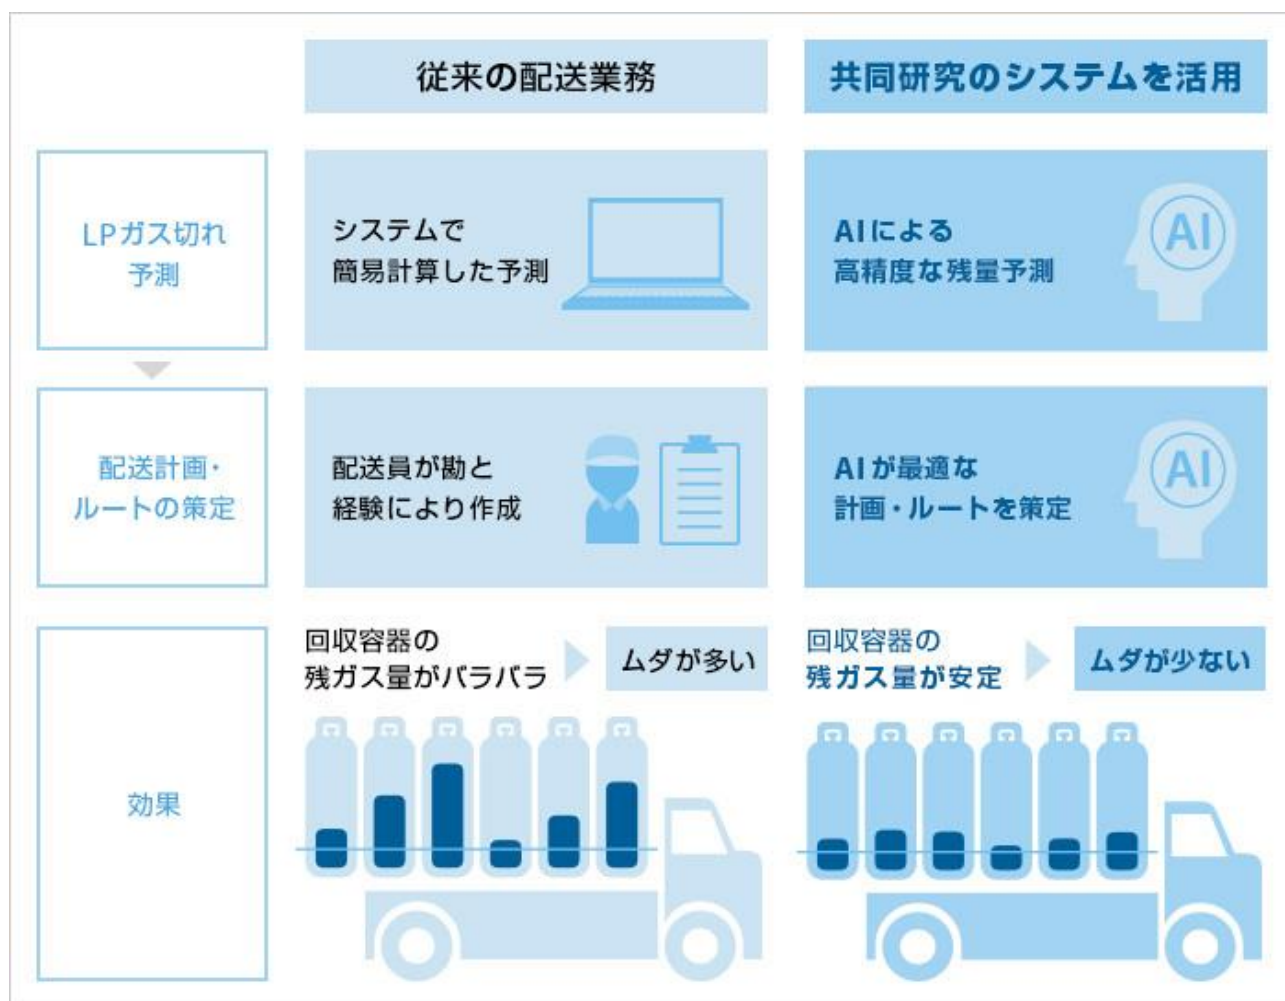 従来の配送業務
共同研究のシステムを活用
LPガス切れ
予測
システムで
簡易計算した予測
AIによる
高精度な残量予測
AI
配送計画・
ルートの策定
配送員が勘と
経験により作成
AIが最適な
計画・ルートを策定
AI
効果
回収容器の
残ガス量がバラバラ
ムダが多い
回収容器の
残ガス量が安定
ムダが少ない